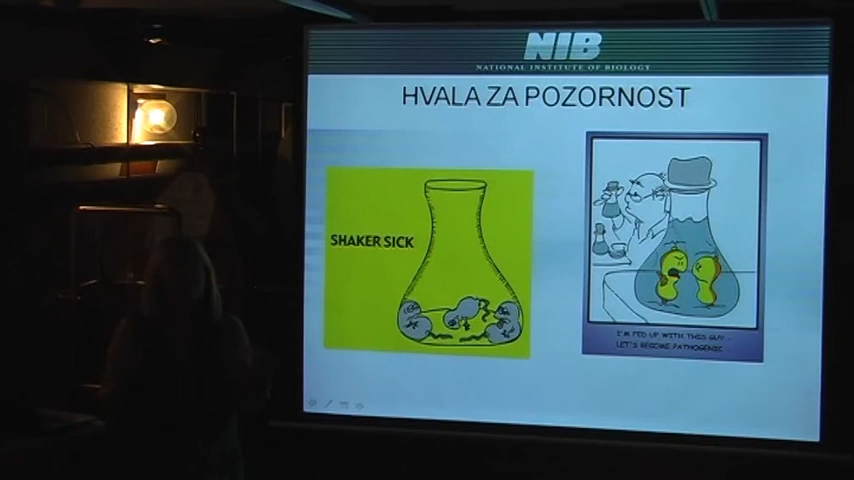 NIB
NATIONAL INSTITUTE OF BIOLOGY
HVALA ZA POZORNOST
SHAKER SICK
I'M FED UP WITH THIS GUY -
LET'S BECOME PATHOGENIC